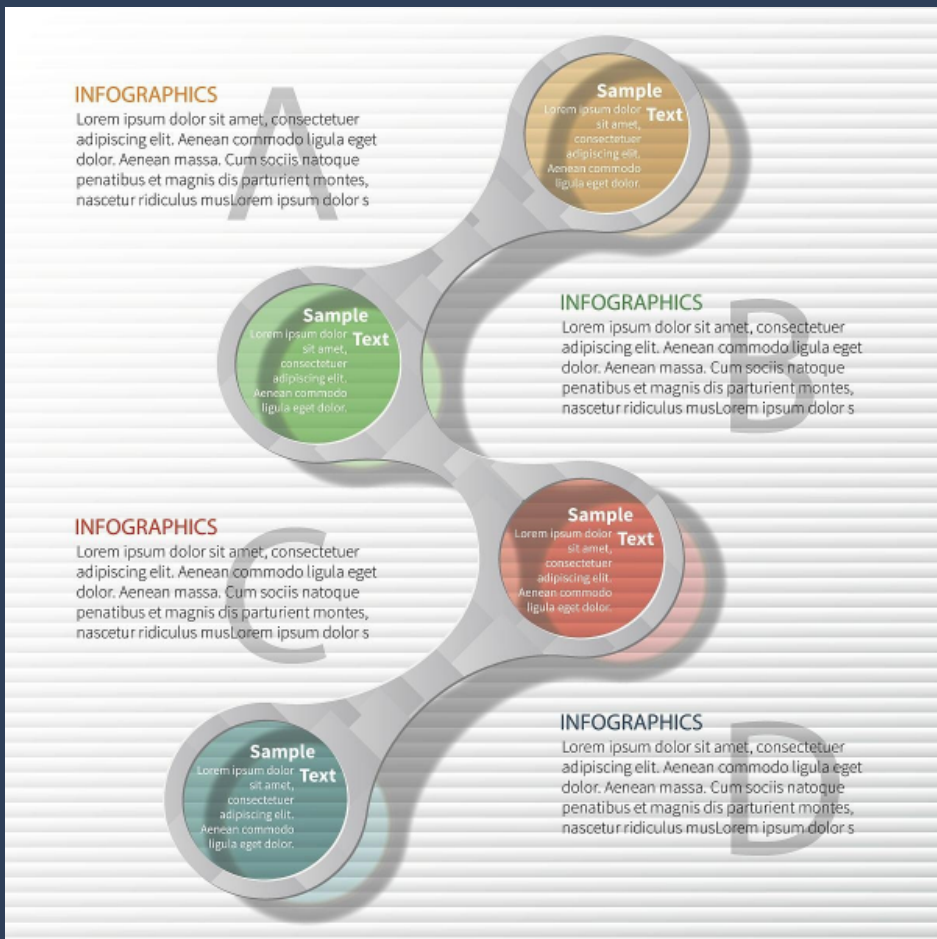 INFOGRAPHICS
A
Lorem ipsum dolor sit amet, consectetuer
adipiscing elit. Aenean commodo ligula eget
dolor. Aenean massa. Cum sociis natoque
penatibus et magnis dis parturient montes,
nascetur ridiculus musLorem ipsum dolor s
Sample
Text
Lorem ipsum dolor
sit amet,
consectetuer
adipiscing elit.
Aenean commodo
ligula eget dolor.
Sample
Text
Lorem ipsum dolor
sit amet,
consectetuer
adipiscing elit.
Aenean commodo
ligula eget dolor.
INFOGRAPHICS
B
Lorem ipsum dolor sit amet, consectetuer
adipiscing elit. Aenean commodo ligula eget
dolor. Aenean massa. Cum sociis natoque
penatibus et magnis dis parturient montes,
nascetur ridiculus musLorem ipsum dolor s
INFOGRAPHICS
C
Lorem ipsum dolor sit amet, consectetuer
adipiscing elit. Aenean commodo ligula eget
dolor. Aenean massa. Cum sociis natoque
penatibus et magnis dis parturient montes,
nascetur ridiculus musLorem ipsum dolor s
Sample
Text
Lorem ipsum dolor
sit amet,
consectetuer
adipiscing elit.
Aenean commodo
ligula eget dolor.
Sample
Text
Lorem ipsum dolor
sit amet,
consectetuer
adipiscing elit.
Aenean commodo
ligula eget dolor.
INFOGRAPHICS
D
Lorem ipsum dolor sit amet, consectetuer
adipiscing elit. Aenean commodo ligula eget
dolor. Aenean massa. Cum sociis natoque
penatibus et magnis dis parturient montes,
nascetur ridiculus musLorem ipsum dolor s